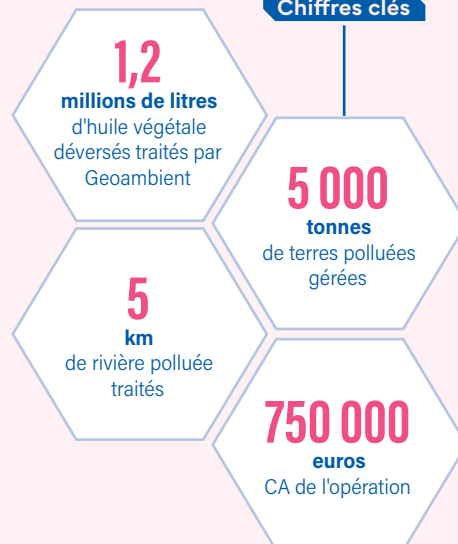 Chiffres clés
1,2
millions de litres
d'huile végétale
déversés traités par
Geoambient
5 000
tonnes
de terres polluées
gérées
5
km
de rivière polluée
traités
750 000
euros
CA de l'opération